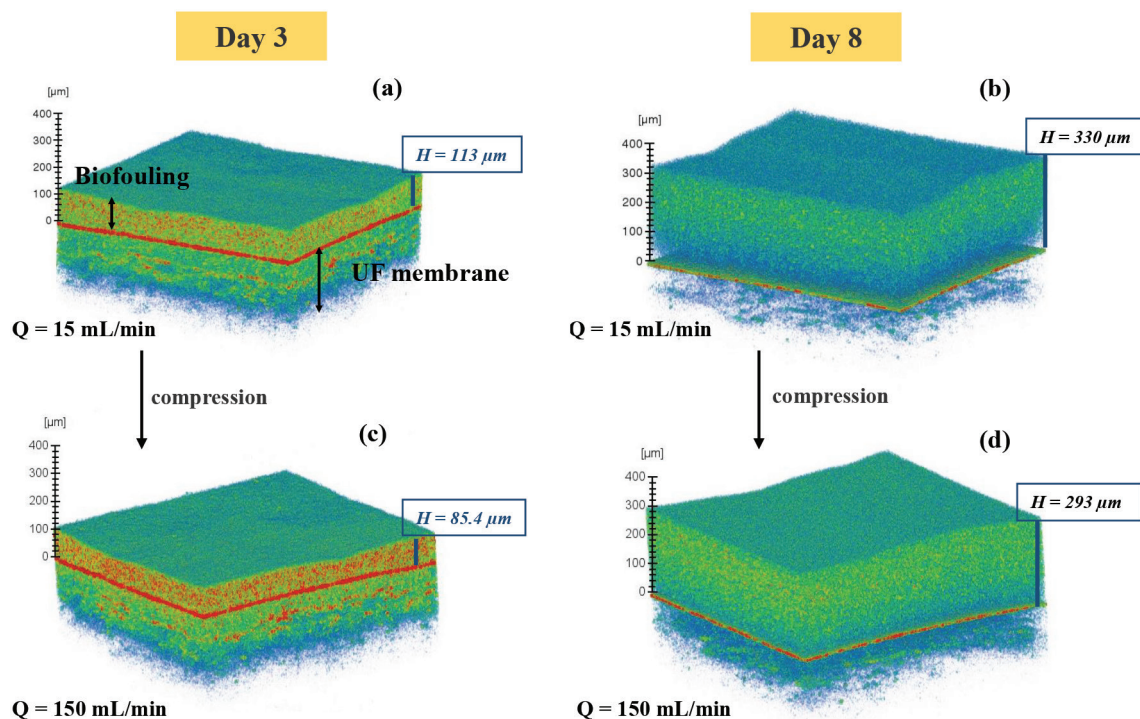 Day 3
Day 8
(a)
[µm]
400
300
200
100
0
H = 113 µm
Biofouling
UF membrane
Q = 15 mL/min
(b)
[µm]
400
300
200
100
0
H = 330 µm
Q = 15 mL/min
compression
compression
(c)
[µm]
400
300
200
100
0
H = 85.4 µm
Q = 150 mL/min
(d)
[µm]
400
300
200
100
0
H = 293 µm
Q = 150 mL/min